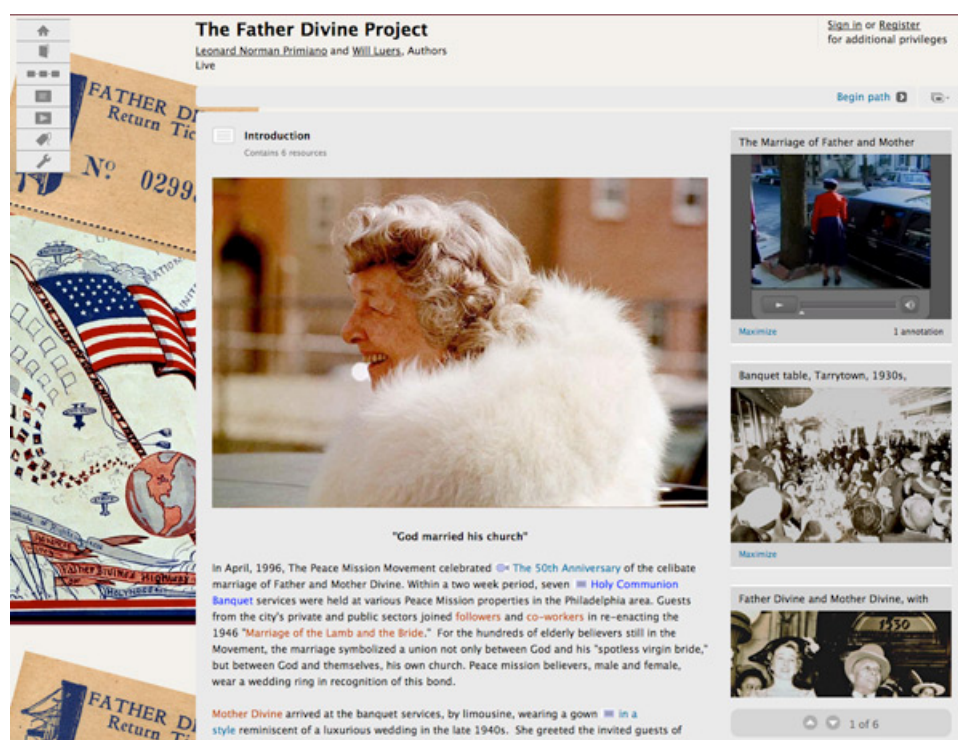 The Father Divine Project
Leonard Norman Primiano and Will Luers, Authors
Live
Sign in or Register
for additional privileges
Begin path
Introduction
Contains 6 resources
"God married his church"
In April, 1996, The Peace Mission Movement celebrated The 50th Anniversary of the celibate
marriage of Father and Mother Divine. Within a two week period, seven Holy Communion
Banquet services were held at various Peace Mission properties in the Philadelphia area. Guests
from the city's private and public sectors joined followers and co-workers in re-enacting the
1946 "Marriage of the Lamb and the Bride." For the hundreds of elderly believers still in the
Movement, the marriage symbolized a union not only between God and his "spotless virgin bride,"
but between God and themselves, his own church. Peace mission believers, male and female,
wear a wedding ring in recognition of this bond.
Mother Divine arrived at the banquet services, by limousine, wearing a gown in a
style reminiscent of a luxurious wedding in the late 1940s. She greeted the invited guests of
The Marriage of Father and Mother
Maximize
1 annotation
Banquet table, Tarrytown, 1930s,
Maximize
Father Divine and Mother Divine, with
1530
1 of 6
FATHER D
Return Tic
Nº 0299
Father Divine's Highway
FATHER D
Return Ti